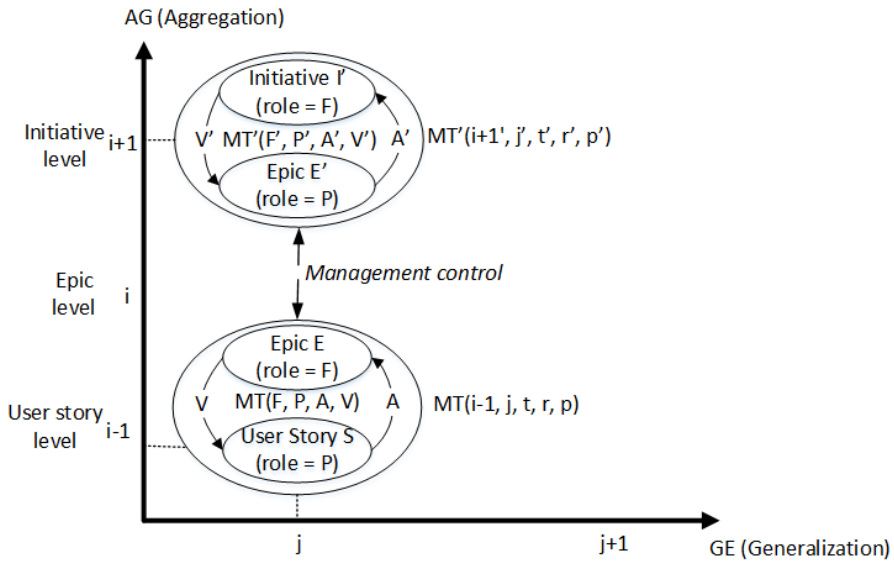 AG (Aggregation)
Initiative I’
(role = F)
Initiative
level
i+1
V’ MT’(F’, P’, A’, V’) A’
MT’(i+1', j’, t’, r’, p’)
Epic E’
(role = P)
Management control
Epic
level
i
Epic E
(role = F)
V MT(F, P, A, V) A
MT(i-1, j, t, r, p)
User story
level
i-1
User Story S
(role = P)
j
j+1
GE (Generalization)